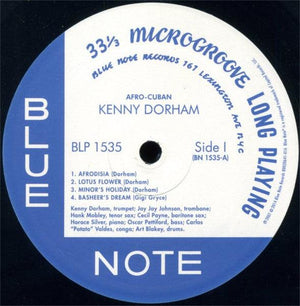 33⅓ MICROGROOVE LONG PLAYING
BLUE NOTE RECORDS 767 LEXINGTON AVE N.Y.C
AFRO-CUBAN
KENNY DORHAM
BLP 1535
Side I
(BN 1535-A)
1. AFRODISIA (Dorham)
2. LOTUS FLOWER (Dorham)
3. MINOR'S HOLIDAY (Dorham)
4. BASHEER'S DREAM (Gigi Gryce)
Kenny Dorham, trumpet; Jay Jay Johnson, trombone;
Hank Mobley, tenor sax; Cecil Payne, baritone sax;
Horace Silver, piano; Oscar Pettiford, bass; Carlos
"Potato" Valdes, conga; Art Blakey, drums.
BLUE
NOTE